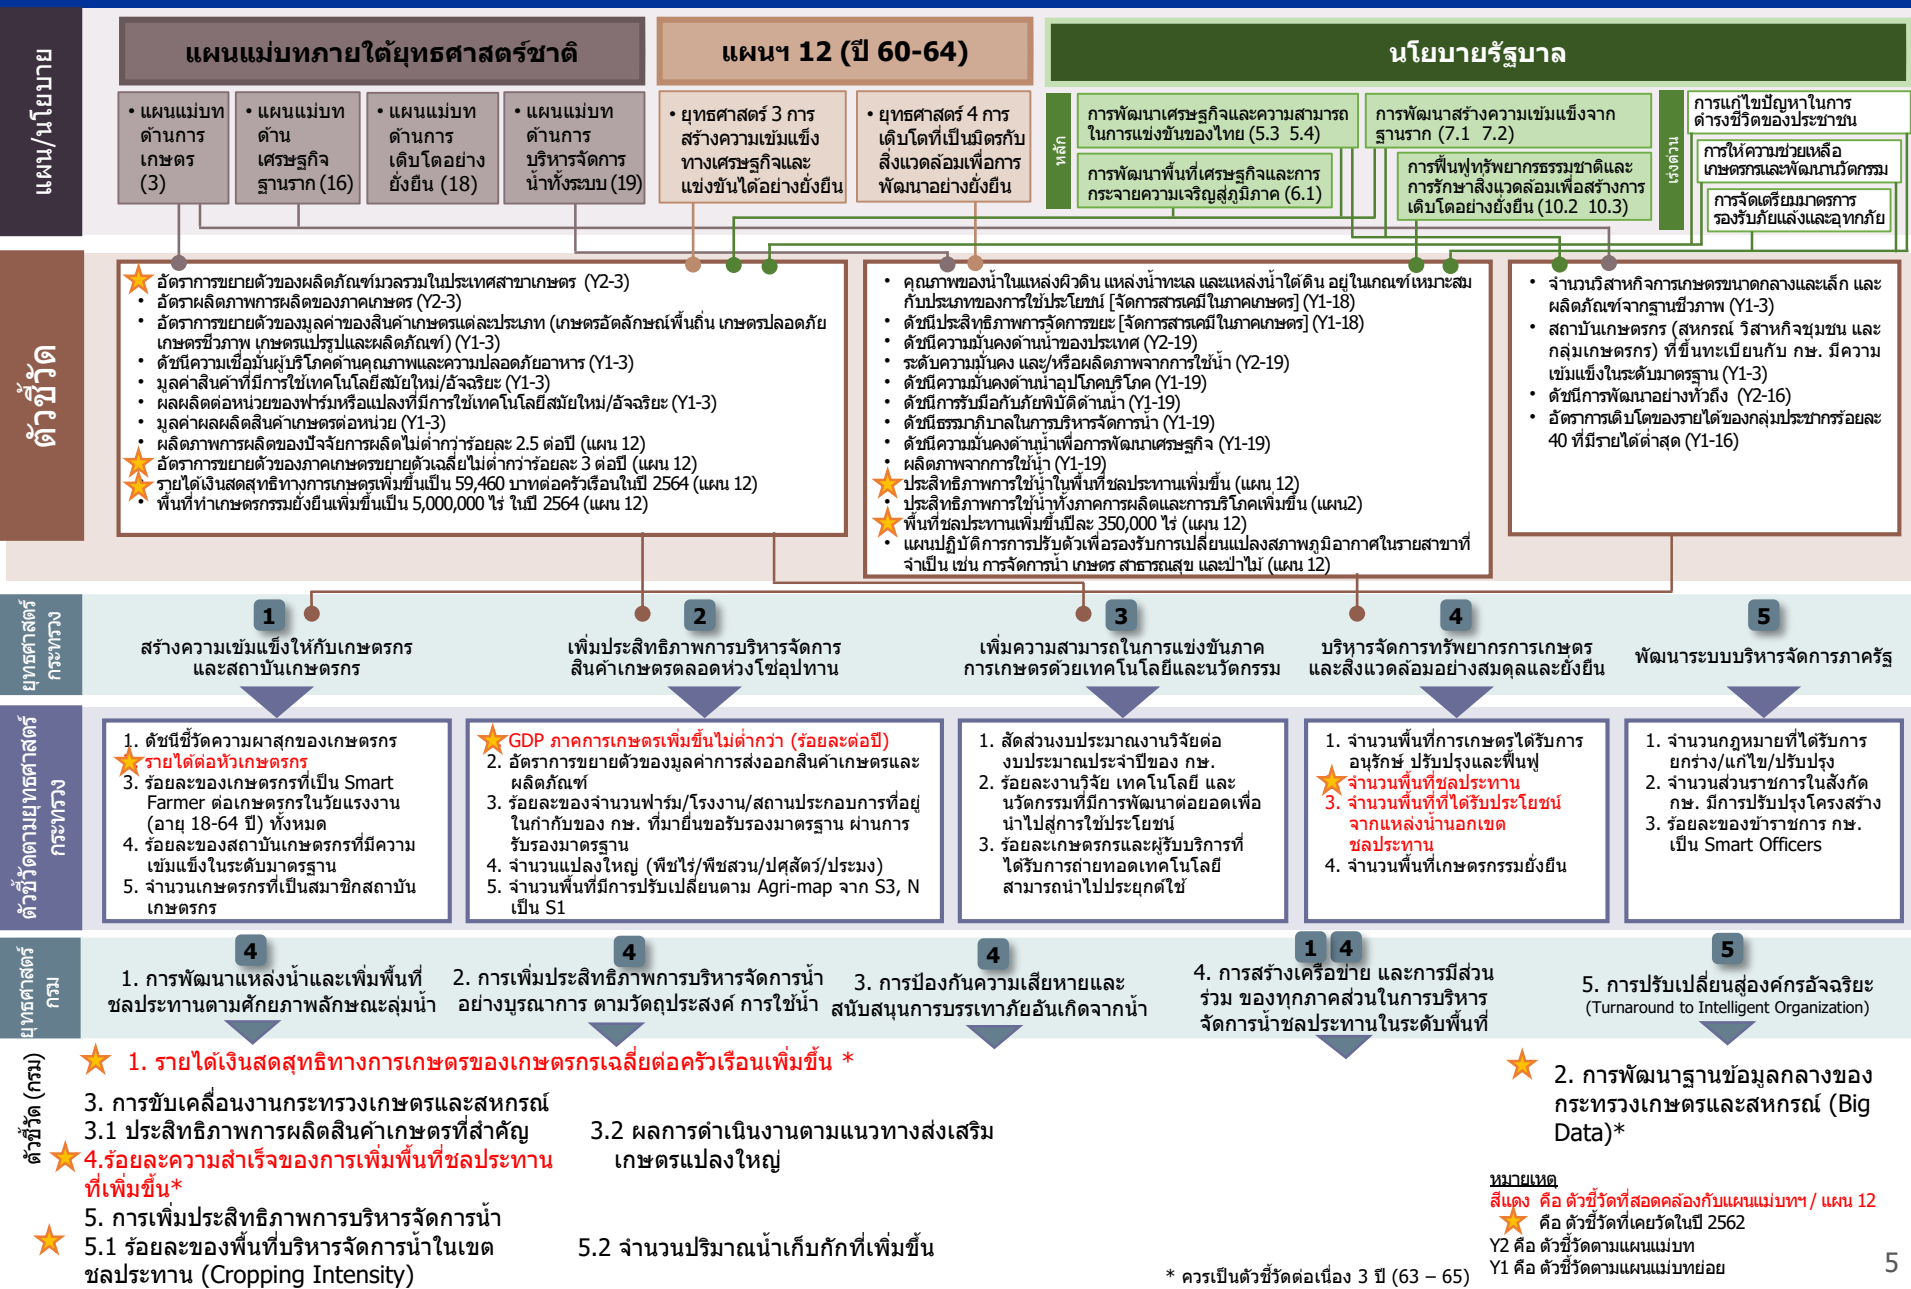 แผน/นโยบาย
แผนแม่บทภายใต้ยุทธศาสตร์ชาติ
แผนฯ 12 (ปี 60-64)
นโยบายรัฐบาล
• แผนแม่บท
ด้านการ
เกษตร
(3)
• แผนแม่บท
ด้าน
เศรษฐกิจ
ฐานราก (16)
• แผนแม่บท
ด้านการ
เติบโตอย่าง
ยั่งยืน (18)
• แผนแม่บท
ด้านการ
บริหารจัดการ
น้ำทั้งระบบ (19)
• ยุทธศาสตร์ 3 การ
สร้างความเข้มแข็ง
ทางเศรษฐกิจและ
แข่งขันได้อย่างยั่งยืน
• ยุทธศาสตร์ 4 การ
เติบโตที่เป็นมิตรกับ
สิ่งแวดล้อมเพื่อการ
พัฒนาอย่างยั่งยืน
หลัก
การพัฒนาเศรษฐกิจและความสามารถ
ในการแข่งขันของไทย (5.3 5.4)
การพัฒนาพื้นที่เศรษฐกิจและการ
กระจายความเจริญสู่ภูมิภาค (6.1)
การพัฒนาสร้างความเข้มแข็งจาก
ฐานราก (7.1 7.2)
การฟื้นฟูทรัพยากรธรรมชาติและ
การรักษาสิ่งแวดล้อมเพื่อสร้างการ
เติบโตอย่างยั่งยืน (10.2 10.3)
เร่งด่วน
การแก้ไขปัญหาในการ
ดำรงชีวิตของประชาชน
การให้ความช่วยเหลือ
เกษตรกรและพัฒนานวัตกรรม
การจัดเตรียมมาตรการ
รองรับภัยแล้งและอุทกภัย
ตัวชี้วัด
อัตราการขยายตัวของผลิตภัณฑ์มวลรวมในประเทศสาขาเกษตร (Y2-3)
• อัตราผลิตภาพการผลิตของภาคเกษตร (Y2-3)
• อัตราการขยายตัวของมูลค่าของสินค้าเกษตรแต่ละประเภท (เกษตรอัตลักษณ์พื้นถิ่น เกษตรปลอดภัย
เกษตรชีวภาพ เกษตรแปรรูปและผลิตภัณฑ์) (Y1-3)
• ดัชนีความเชื่อมั่นผู้บริโภคด้านคุณภาพและความปลอดภัยอาหาร (Y1-3)
• มูลค่าสินค้าที่มีการใช้เทคโนโลยีสมัยใหม่/อัจฉริยะ (Y1-3)
• ผลผลิตต่อหน่วยของฟาร์มหรือแปลงที่มีการใช้เทคโนโลยีสมัยใหม่/อัจฉริยะ (Y1-3)
• มูลค่าผลผลิตสินค้าเกษตรต่อหน่วย (Y1-3)
• ผลิตภาพการผลิตของปัจจัยการผลิตไม่ต่ำกว่าร้อยละ 2.5 ต่อปี (แผน 12)
อัตราการขยายตัวของภาคเกษตรขยายตัวเฉลี่ยไม่ต่ำกว่าร้อยละ 3 ต่อปี (แผน 12)
รายได้เงินสดสุทธิทางการเกษตรเพิ่มขึ้นเป็น 59,460 บาทต่อครัวเรือนในปี 2564 (แผน 12)
• พื้นที่ทำเกษตรกรรมยั่งยืนเพิ่มขึ้นเป็น 5,000,000 ไร่ ในปี 2564 (แผน 12)
• คุณภาพของน้ำในแหล่งผิวดิน แหล่งน้ำทะเล และแหล่งน้ำใต้ดิน อยู่ในเกณฑ์เหมาะสม
กับประเภทของการใช้ประโยชน์ [จัดการสารเคมีในภาคเกษตร] (Y1-18)
• ดัชนีประสิทธิภาพการจัดการขยะ [จัดการสารเคมีในภาคเกษตร] (Y1-18)
• ดัชนีความมั่นคงด้านน้ำของประเทศ (Y2-19)
• ระดับความมั่นคง และ/หรือผลิตภาพจากการใช้น้ำ (Y2-19)
• ดัชนีความมั่นคงด้านน้ำอุปโภคบริโภค (Y1-19)
• ดัชนีการรับมือกับภัยพิบัติด้านน้ำ (Y1-19)
• ดัชนีธรรมาภิบาลในการบริหารจัดการน้ำ (Y1-19)
• ดัชนีความมั่นคงด้านน้ำเพื่อการพัฒนาเศรษฐกิจ (Y1-19)
• ผลิตภาพจากการใช้น้ำ (Y1-19)
ประสิทธิภาพการใช้น้ำในพื้นที่ชลประทานเพิ่มขึ้น (แผน 12)
• ประสิทธิภาพการใช้น้ำทั้งภาคการผลิตและการบริโภคเพิ่มขึ้น (แผน2)
พื้นที่ชลประทานเพิ่มขึ้นปีละ 350,000 ไร่ (แผน 12)
• แผนปฏิบัติการการปรับตัวเพื่อรองรับการเปลี่ยนแปลงสภาพภูมิอากาศในรายสาขาที่
จำเป็น เช่น การจัดการน้ำ เกษตร สาธารณสุข และป่าไม้ (แผน 12)
• จำนวนวิสาหกิจการเกษตรขนาดกลางและเล็ก และ
ผลิตภัณฑ์จากฐานชีวภาพ (Y1-3)
• สถาบันเกษตรกร (สหกรณ์ วิสาหกิจชุมชน และ
กลุ่มเกษตรกร) ที่ขึ้นทะเบียนกับ กษ. มีความ
เข้มแข็งในระดับมาตรฐาน (Y1-3)
• ดัชนีการพัฒนาอย่างทั่วถึง (Y2-16)
• อัตราการเติบโตของรายได้ของกลุ่มประชากรร้อยละ
40 ที่มีรายได้ต่ำสุด (Y1-16)
ยุทธศาสตร์
กระทรวง
1
สร้างความเข้มแข็งให้กับเกษตรกร
และสถาบันเกษตรกร
2
เพิ่มประสิทธิภาพการบริหารจัดการ
สินค้าเกษตรตลอดห่วงโซ่อุปทาน
3
เพิ่มความสามารถในการแข่งขันภาค
การเกษตรด้วยเทคโนโลยีและนวัตกรรม
4
บริหารจัดการทรัพยากรการเกษตร
และสิ่งแวดล้อมอย่างสมดุลและยั่งยืน
5
พัฒนาระบบบริหารจัดการภาครัฐ
ตัวชี้วัดตามยุทธศาสตร์
กระทรวง
1. ดัชนีชี้วัดความผาสุกของเกษตรกร
รายได้ต่อหัวเกษตรกร
3. ร้อยละของเกษตรกรที่เป็น Smart
Farmer ต่อเกษตรกรในวัยแรงงาน
(อายุ 18-64 ปี) ทั้งหมด
4. ร้อยละของสถาบันเกษตรกรที่มีความ
เข้มแข็งในระดับมาตรฐาน
5. จำนวนเกษตรกรที่เป็นสมาชิกสถาบัน
เกษตรกร
GDP ภาคการเกษตรเพิ่มขึ้นไม่ต่ำกว่า (ร้อยละต่อปี)
2. อัตราการขยายตัวของมูลค่าการส่งออกสินค้าเกษตรและ
ผลิตภัณฑ์
3. ร้อยละของจำนวนฟาร์ม/โรงงาน/สถานประกอบการที่อยู่
ในกำกับของ กษ. ที่มายื่นขอรับรองมาตรฐาน ผ่านการ
รับรองมาตรฐาน
4. จำนวนแปลงใหญ่ (พืชไร่/พืชสวน/ปศุสัตว์/ประมง)
5. จำนวนพื้นที่มีการปรับเปลี่ยนตาม Agri-map จาก S3, N
เป็น S1
1. สัดส่วนงบประมาณงานวิจัยต่อ
งบประมาณประจำปีของ กษ.
2. ร้อยละงานวิจัย เทคโนโลยี และ
นวัตกรรมที่มีการพัฒนาต่อยอดเพื่อ
นำไปสู่การใช้ประโยชน์
3. ร้อยละเกษตรกรและผู้รับบริการที่
ได้รับการถ่ายทอดเทคโนโลยี
สามารถนำไปประยุกต์ใช้
1. จำนวนพื้นที่การเกษตรได้รับการ
อนุรักษ์ ปรับปรุงและฟื้นฟู
จำนวนพื้นที่ชลประทาน
3. จำนวนพื้นที่ที่ได้รับประโยชน์
จากแหล่งน้ำนอกเขต
ชลประทาน
4. จำนวนพื้นที่เกษตรกรรมยั่งยืน
1. จำนวนกฎหมายที่ได้รับการ
ยกร่าง/แก้ไข/ปรับปรุง
2. จำนวนส่วนราชการในสังกัด
กษ. มีการปรับปรุงโครงสร้าง
3. ร้อยละของข้าราชการ กษ.
เป็น Smart Officers
ยุทธศาสตร์
กรม
4
1. การพัฒนาแหล่งน้ำและเพิ่มพื้นที่
ชลประทานตามศักยภาพลักษณะลุ่มน้ำ
4
2. การเพิ่มประสิทธิภาพการบริหารจัดการน้ำ
อย่างบูรณาการ ตามวัตถุประสงค์ การใช้น้ำ
4
3. การป้องกันความเสียหายและ
สนับสนุนการบรรเทาภัยอันเกิดจากน้ำ
1 4
4. การสร้างเครือข่าย และการมีส่วน
ร่วม ของทุกภาคส่วนในการบริหาร
จัดการน้ำชลประทานในระดับพื้นที่
5
5. การปรับเปลี่ยนสู่องค์กรอัจฉริยะ
(Turnaround to Intelligent Organization)
ตัวชี้วัด (กรม)
1. รายได้เงินสดสุทธิทางการเกษตรของเกษตรกรเฉลี่ยต่อครัวเรือนเพิ่มขึ้น *
3. การขับเคลื่อนงานกระทรวงเกษตรและสหกรณ์
3.1 ประสิทธิภาพการผลิตสินค้าเกษตรที่สำคัญ
3.2 ผลการดำเนินงานตามแนวทางส่งเสริม
เกษตรแปลงใหญ่
4.ร้อยละความสำเร็จของการเพิ่มพื้นที่ชลประทาน
ที่เพิ่มขึ้น*
5. การเพิ่มประสิทธิภาพการบริหารจัดการน้ำ
5.1 ร้อยละของพื้นที่บริหารจัดการน้ำในเขต
ชลประทาน (Cropping Intensity)
5.2 จำนวนปริมาณน้ำเก็บกักที่เพิ่มขึ้น
2. การพัฒนาฐานข้อมูลกลางของ
กระทรวงเกษตรและสหกรณ์ (Big
Data)*
หมายเหตุ
สีแดง คือ ตัวชี้วัดที่สอดคล้องกับแผนแม่บทฯ / แผน 12
คือ ตัวชี้วัดที่เคยวัดในปี 2562
Y2 คือ ตัวชี้วัดตามแผนแม่บท
Y1 คือ ตัวชี้วัดตามแผนแม่บทย่อย
* ควรเป็นตัวชี้วัดต่อเนื่อง 3 ปี (63 – 65)
5